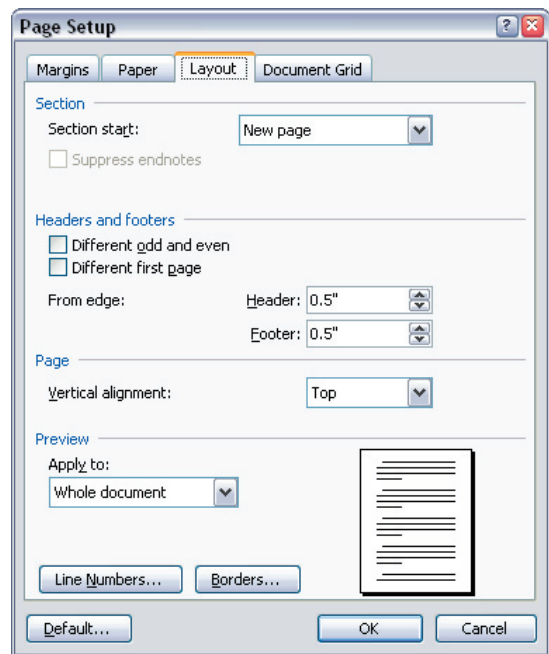 Page Setup
Margins Paper Layout Document Grid
Section
Section start: New page
Suppress endnotes
Headers and footers
Different odd and even
Different first page
From edge: Header: 0.5"
Footer: 0.5"
Page
Vertical alignment: Top
Preview
Apply to:
Whole document
Line Numbers... Borders...
Default... OK Cancel